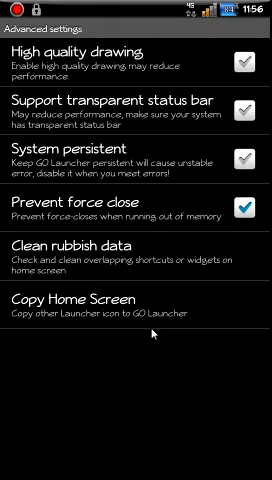 11:56
Advanced settings
High quality drawing
Enable high quality drawing may reduce
performance
Support transparent status bar
May reduce performance, make sure your system
has transparent status bar
System persistent
Keep GO Launcher persistent will cause unstable
error, disable it when you meet errors!
Prevent force close
Prevent force-closes when running out of memory
Clean rubbish data
Check and clean overlapping shortcuts or widgets on
home screen
Copy Home Screen
Copy other Launcher icon to GO Launcher